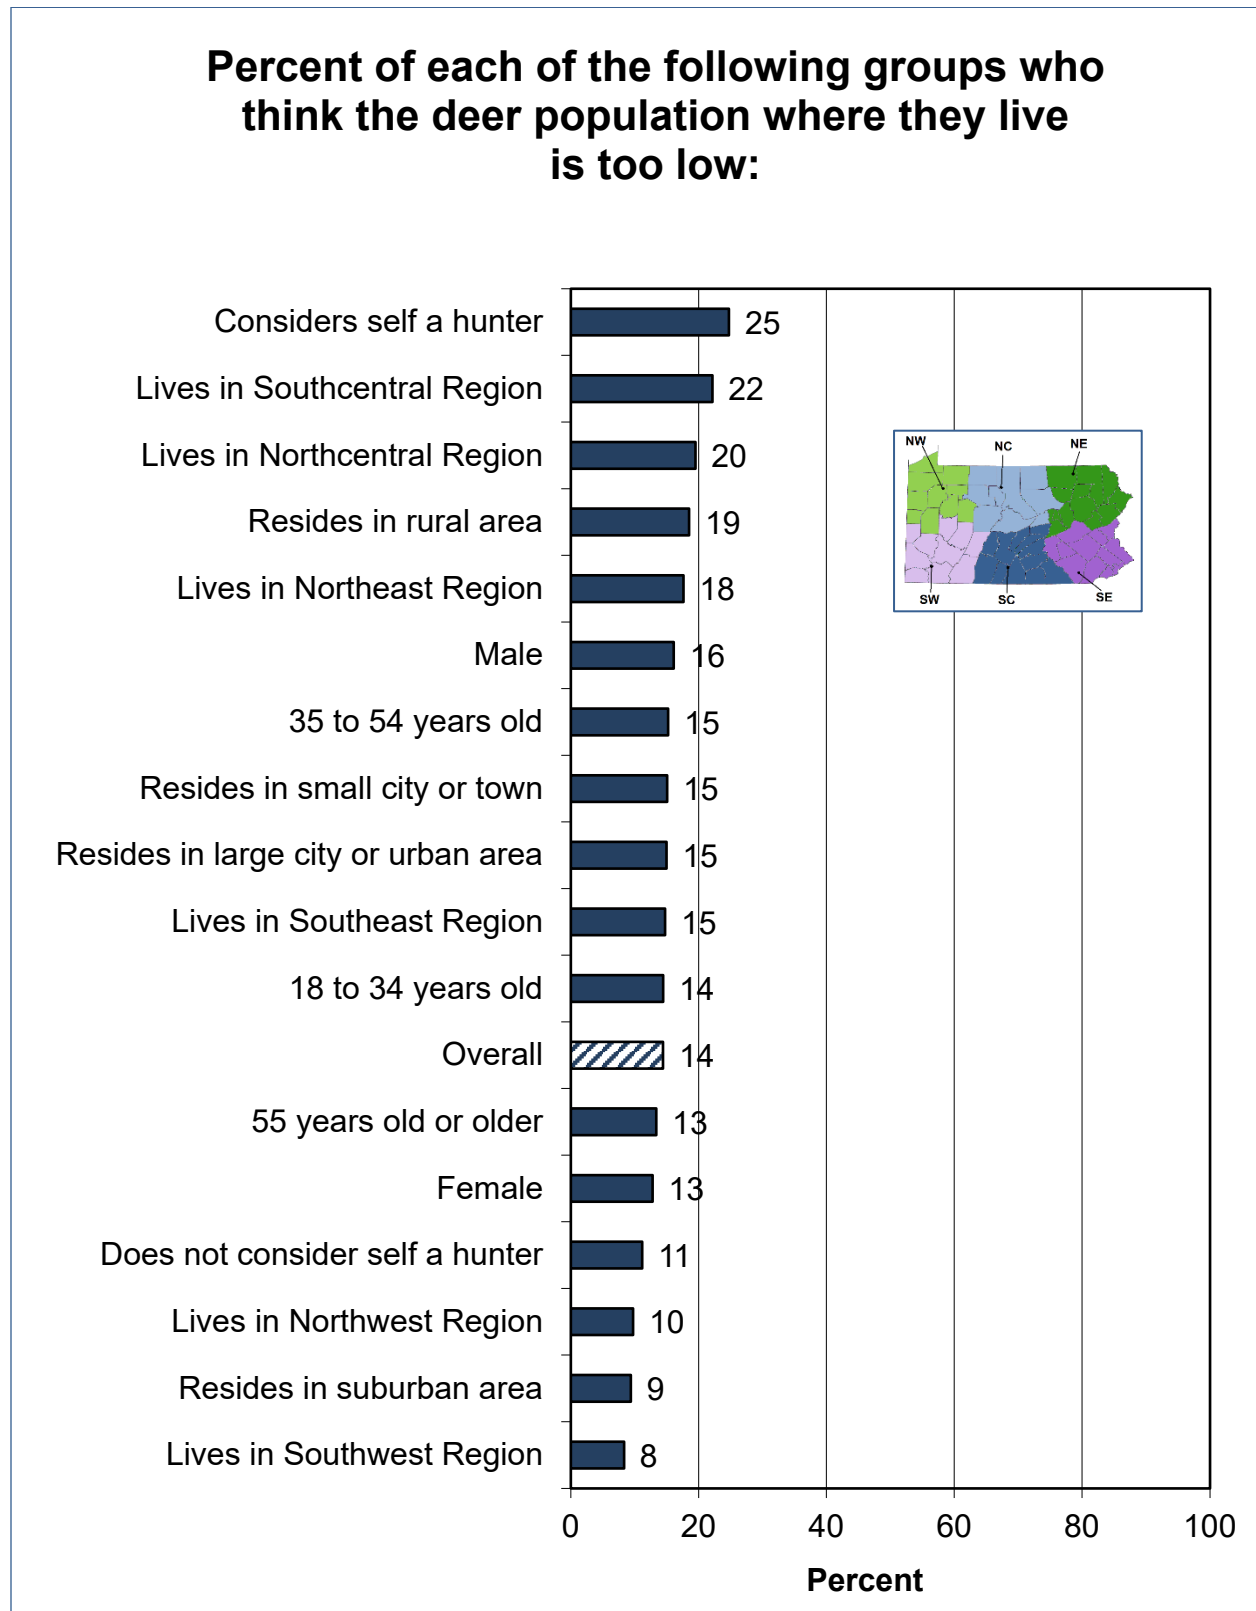 Percent of each of the following groups who
think the deer population where they live
is too low:
Considers self a hunter 25
Lives in Southcentral Region 22
Lives in Northcentral Region 20
Resides in rural area 19
Lives in Northeast Region 18
Male 16
35 to 54 years old 15
Resides in small city or town 15
Resides in large city or urban area 15
Lives in Southeast Region 15
18 to 34 years old 14
Overall 14
55 years old or older 13
Female 13
Does not consider self a hunter 11
Lives in Northwest Region 10
Resides in suburban area 9
Lives in Southwest Region 8
NW NC NE
SW SC SE
0 20 40 60 80 100
Percent